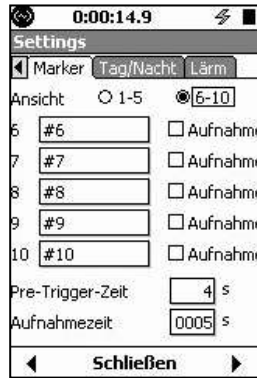 0:00:14.9
Settings
Marker Tag/Nacht Lärm
Ansicht 1-5 6-10
6 #6 Aufnahme
7 #7 Aufnahme
8 #8 Aufnahme
9 #9 Aufnahme
10 #10 Aufnahme
Pre-Trigger-Zeit 4 s
Aufnahmezeit 0005 s
Schließen